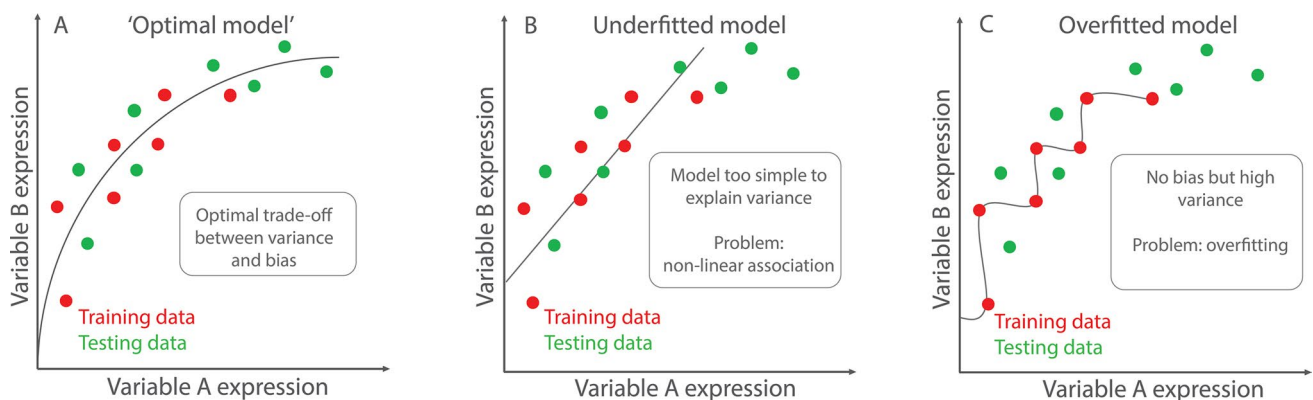 A 'Optimal model'
Variable B expression
Optimal trade-off
between variance
and bias
Training data
Testing data
Variable A expression
B Underfitted model
Variable B expression
Model too simple to
explain variance
Problem:
non-linear association
Training data
Testing data
Variable A expression
C Overfitted model
Variable B expression
No bias but high
variance
Problem: overfitting
Training data
Testing data
Variable A expression